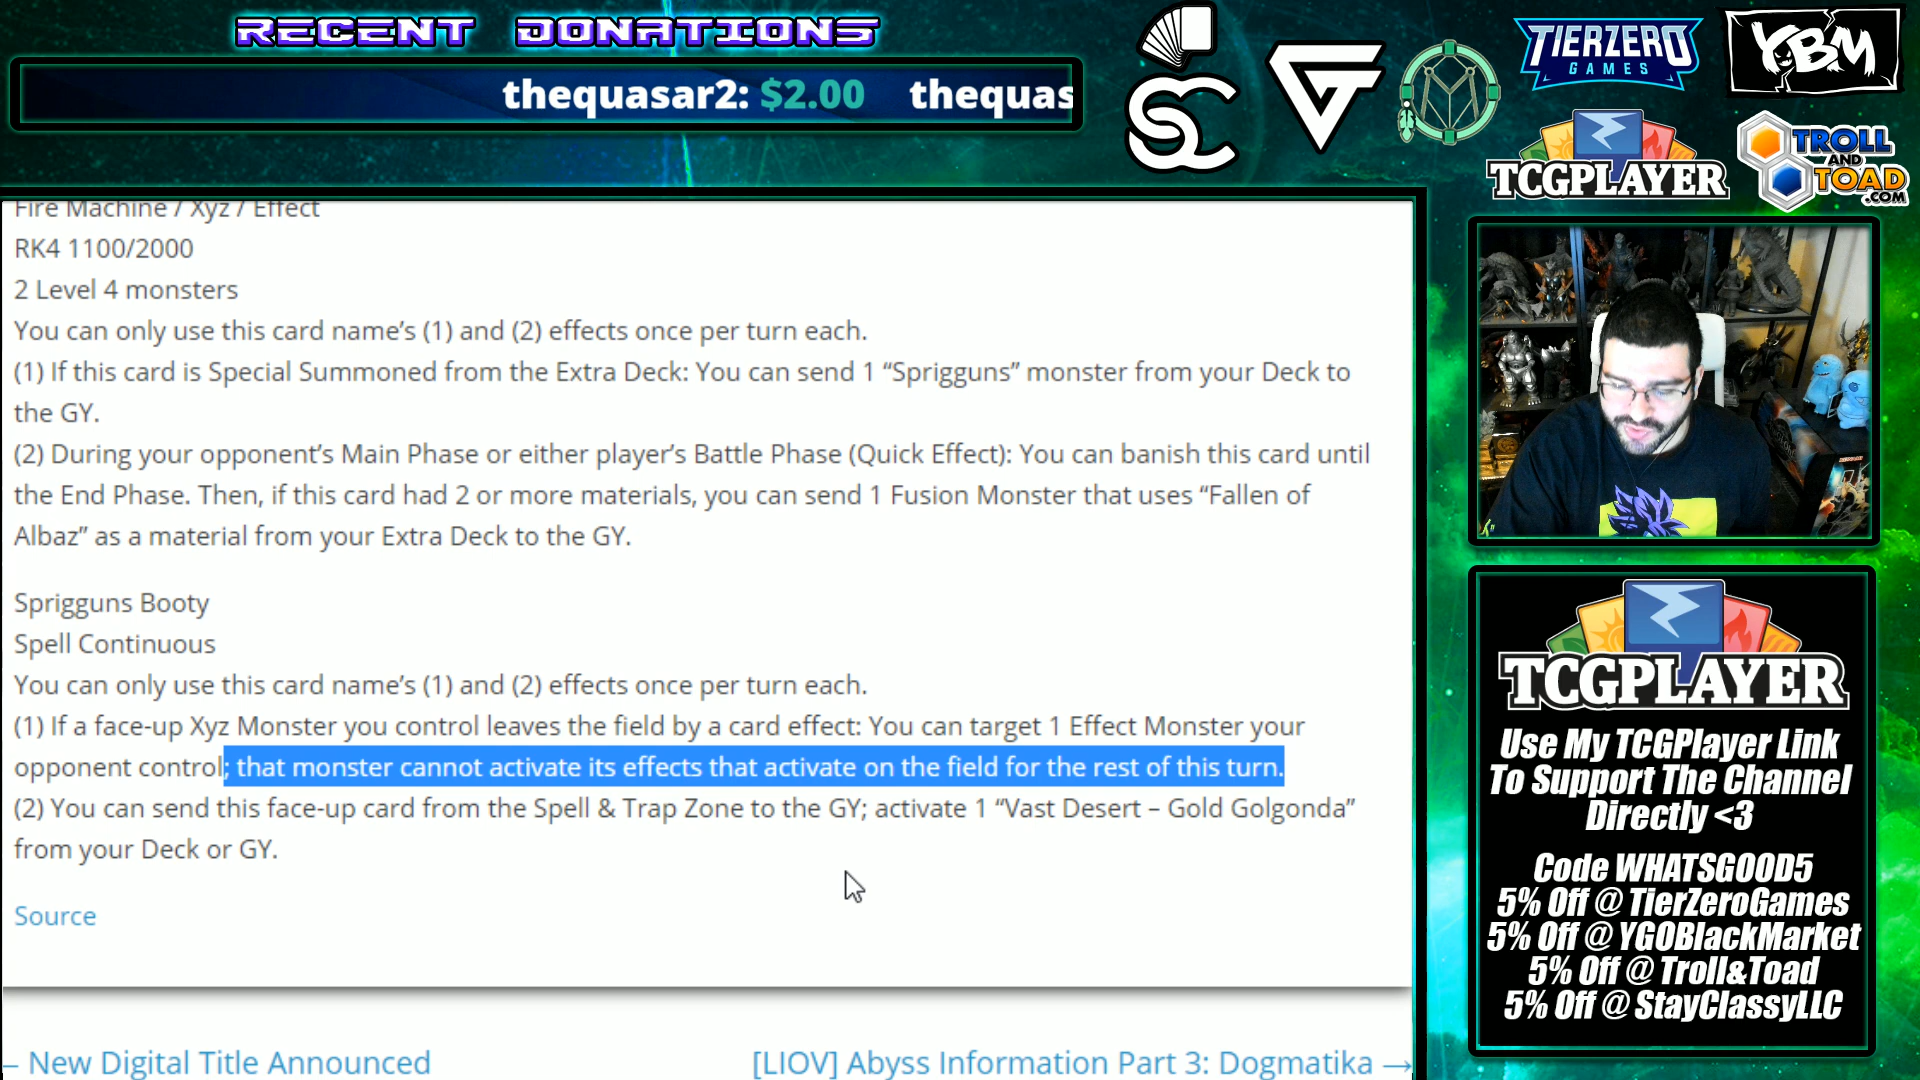 RECENT DONATIONS
thequasar2: $2.00 thequas
SC
TIERZERO
GAMES
YBM
TCGPLAYER
TROLL
AND
TOAD
.COM
Fire Machine / Xyz / Effect
RK4 1100/2000
2 Level 4 monsters
You can only use this card name’s (1) and (2) effects once per turn each.
(1) If this card is Special Summoned from the Extra Deck: You can send 1 “Sprigguns” monster from your Deck to
the GY.
(2) During your opponent’s Main Phase or either player’s Battle Phase (Quick Effect): You can banish this card until
the End Phase. Then, if this card had 2 or more materials, you can send 1 Fusion Monster that uses “Fallen of
Albaz” as a material from your Extra Deck to the GY.
Sprigguns Booty
Spell Continuous
You can only use this card name’s (1) and (2) effects once per turn each.
(1) If a face-up Xyz Monster you control leaves the field by a card effect: You can target 1 Effect Monster your
opponent control; that monster cannot activate its effects that activate on the field for the rest of this turn.
(2) You can send this face-up card from the Spell & Trap Zone to the GY; activate 1 “Vast Desert – Gold Golgonda”
from your Deck or GY.
Source
← New Digital Title Announced
[LIOV] Abyss Information Part 3: Dogmatika →
TCGPLAYER
Use My TCGPlayer Link
To Support The Channel
Directly <3
Code WHATSGOOD5
5% Off @ TierZeroGames
5% Off @ YGOBlackMarket
5% Off @ Troll&Toad
5% Off @ StayClassyLLC